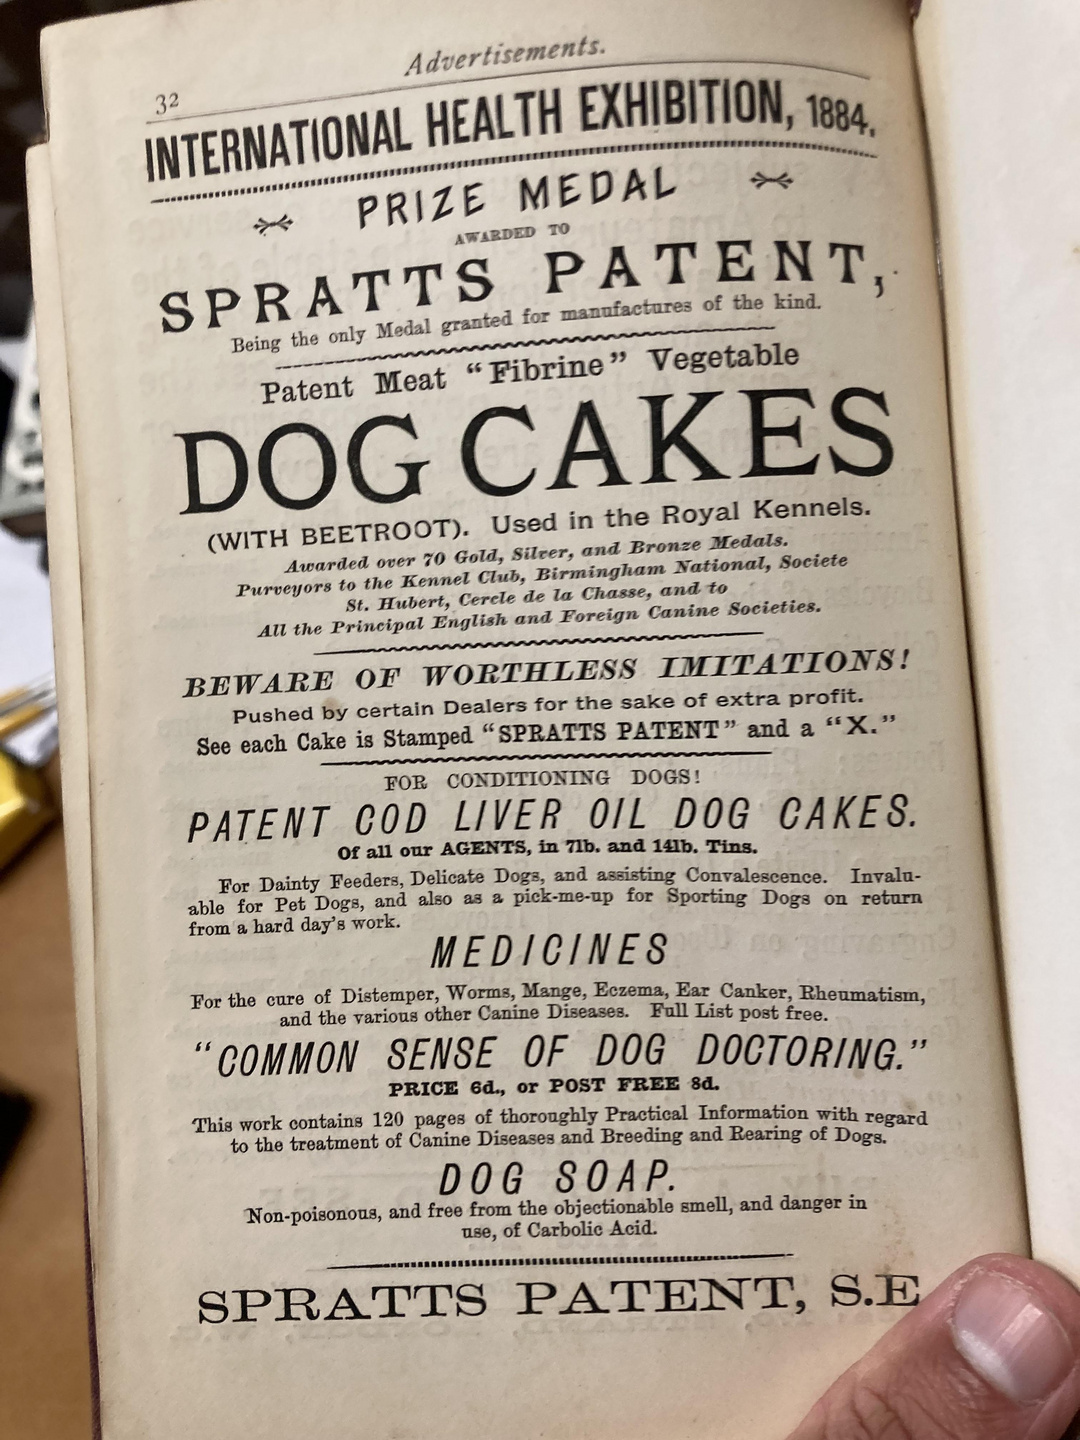 Advertisements.
32
INTERNATIONAL HEALTH EXHIBITION, 1884.
PRIZE MEDAL
AWARDED TO
SPRATTS PATENT,
Being the only Medal granted for manufactures of the kind.
Patent Meat “Fibrine” Vegetable
DOG CAKES
(WITH BEETROOT). Used in the Royal Kennels.
Awarded over 70 Gold, Silver, and Bronze Medals.
Purveyors to the Kennel Club, Birmingham National, Societe
St. Hubert, Cercle de la Chasse, and to
All the Principal English and Foreign Canine Societies.
BEWARE OF WORTHLESS IMITATIONS!
Pushed by certain Dealers for the sake of extra profit.
See each Cake is Stamped “SPRATTS PATENT” and a “X.”
FOR CONDITIONING DOGS!
PATENT COD LIVER OIL DOG CAKES.
Of all our AGENTS, in 7lb. and 14lb. Tins.
For Dainty Feeders, Delicate Dogs, and assisting Convalescence. Invalu-
able for Pet Dogs, and also as a pick-me-up for Sporting Dogs on return
from a hard day's work.
MEDICINES
For the cure of Distemper, Worms, Mange, Eczema, Ear Canker, Rheumatism,
and the various other Canine Diseases. Full List post free.
“COMMON SENSE OF DOG DOCTORING.”
PRICE 6d., or POST FREE 8d.
This work contains 120 pages of thoroughly Practical Information with regard
to the treatment of Canine Diseases and Breeding and Rearing of Dogs.
DOG SOAP.
Non-poisonous, and free from the objectionable smell, and danger in
use, of Carbolic Acid.
SPRATTS PATENT, S.E